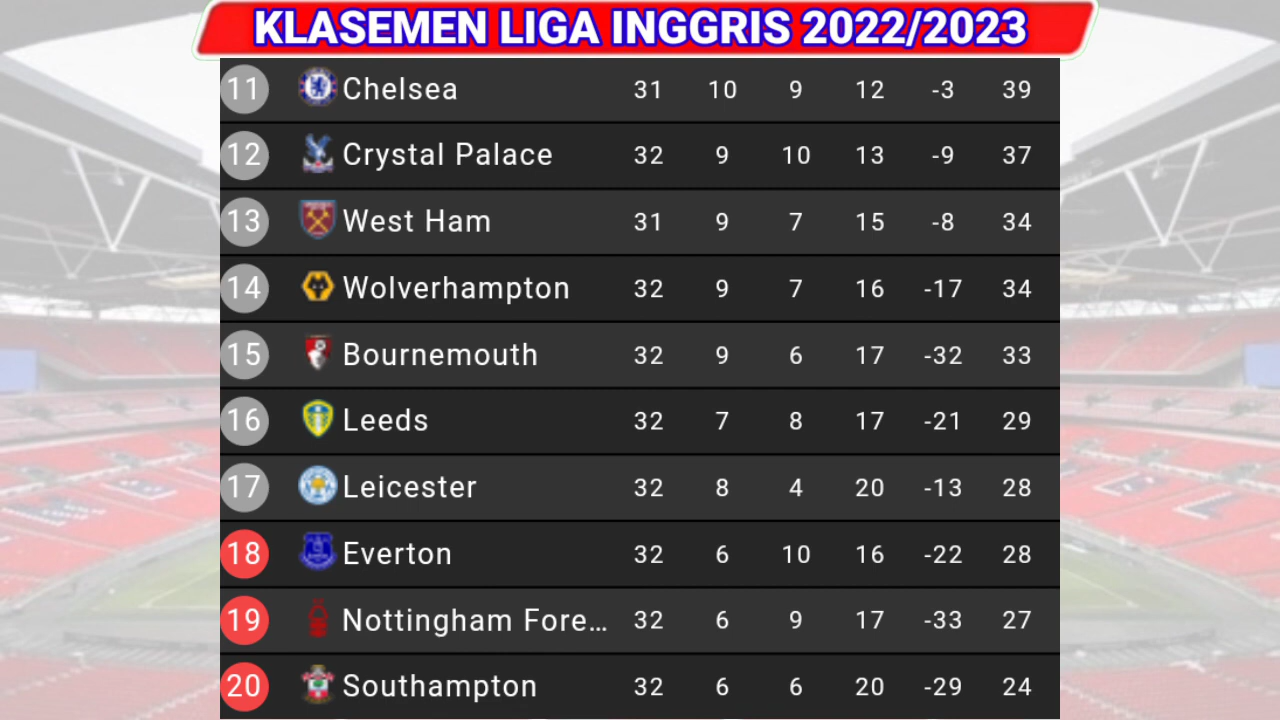 KLASEMEN LIGA INGGRIS 2022/2023
11 Chelsea 31 10 9 12 -3 39
12 Crystal Palace 32 9 10 13 -9 37
13 West Ham 31 9 7 15 -8 34
14 Wolverhampton 32 9 7 16 -17 34
15 Bournemouth 32 9 6 17 -32 33
16 Leeds 32 7 8 17 -21 29
17 Leicester 32 8 4 20 -13 28
18 Everton 32 6 10 16 -22 28
19 Nottingham Fore... 32 6 9 17 -33 27
20 Southampton 32 6 6 20 -29 24